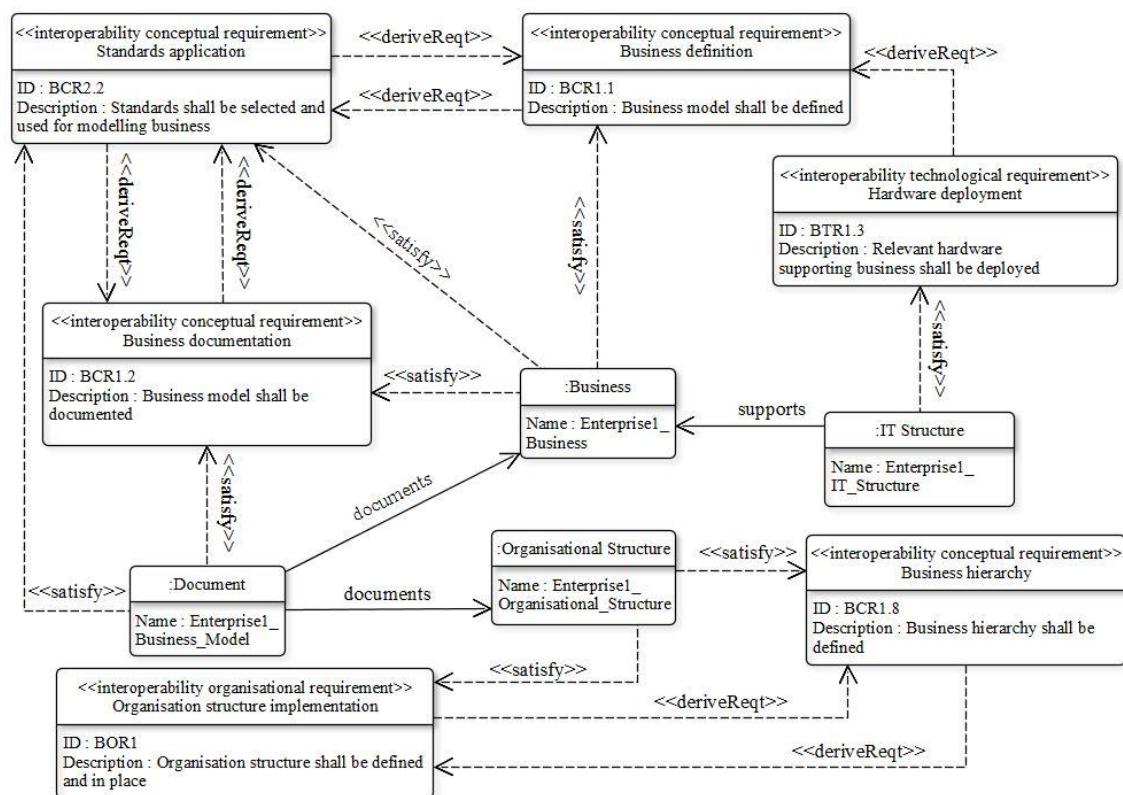 <<interoperability conceptual requirement>>
Standards application
ID : BCR2.2
Description : Standards shall be selected and
used for modelling business
<<deriveReqt>>
<<deriveReqt>>
<<interoperability conceptual requirement>>
Business definition
ID : BCR1.1
Description : Business model shall be defined
<<deriveReqt>>
<<interoperability technological requirement>>
Hardware deployment
ID : BTR1.3
Description : Relevant hardware
supporting business shall be deployed
<<deriveReqt>>
<<deriveReqt>>
<<satisfy>>
<<satisfy>>
<<satisfy>>
<<interoperability conceptual requirement>>
Business documentation
ID : BCR1.2
Description : Business model shall be
documented
<<satisfy>>
:Business
Name : Enterprise1_
Business
supports
:IT Structure
Name : Enterprise1_
IT_Structure
<<satisfy>>
documents
<<satisfy>>
:Document
Name : Enterprise1_
Business_Model
documents
:Organisational Structure
Name : Enterprise1_
Organisational_Structure
<<satisfy>>
<<interoperability conceptual requirement>>
Business hierarchy
ID : BCR1.8
Description : Business hierarchy shall be
defined
<<satisfy>>
<<interoperability organisational requirement>>
Organisation structure implementation
ID : BOR1
Description : Organisation structure shall be defined
and in place
<<deriveReqt>>
<<deriveReqt>>